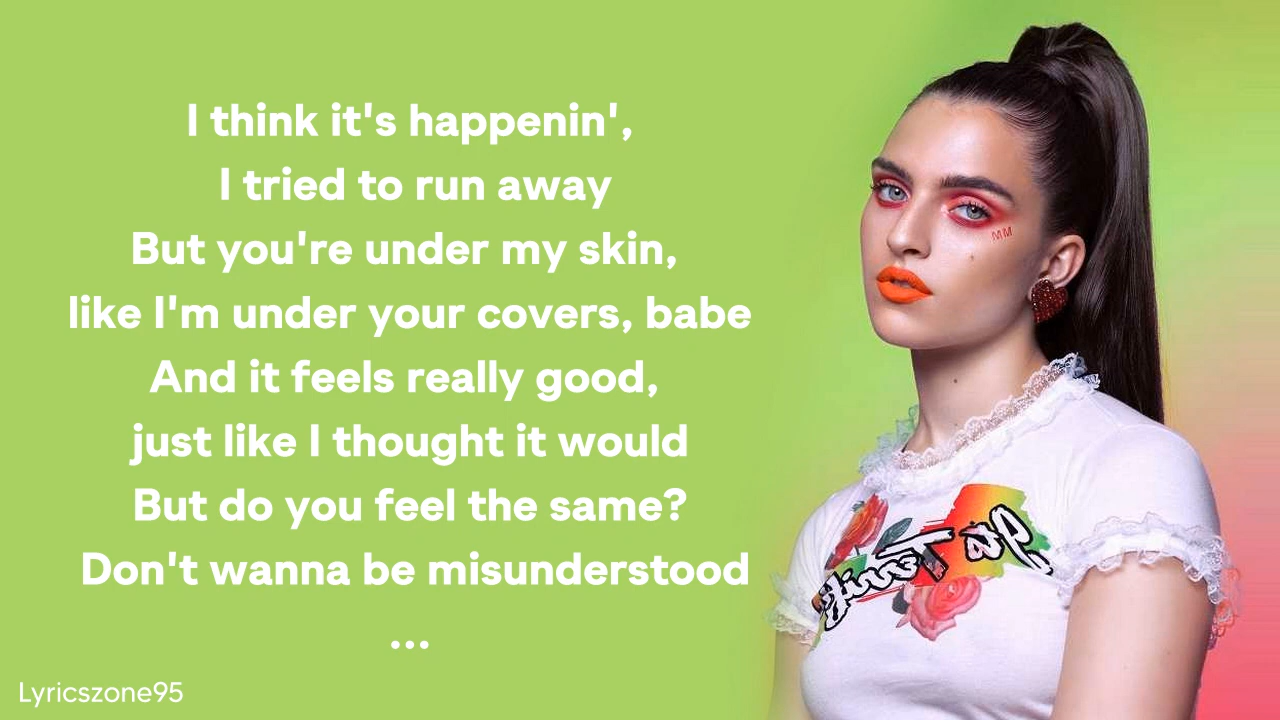 I think it's happenin',
I tried to run away
But you're under my skin,
like I'm under your covers, babe
And it feels really good,
just like I thought it would
But do you feel the same?
Don't wanna be misunderstood
...
Lyricszone95
MM